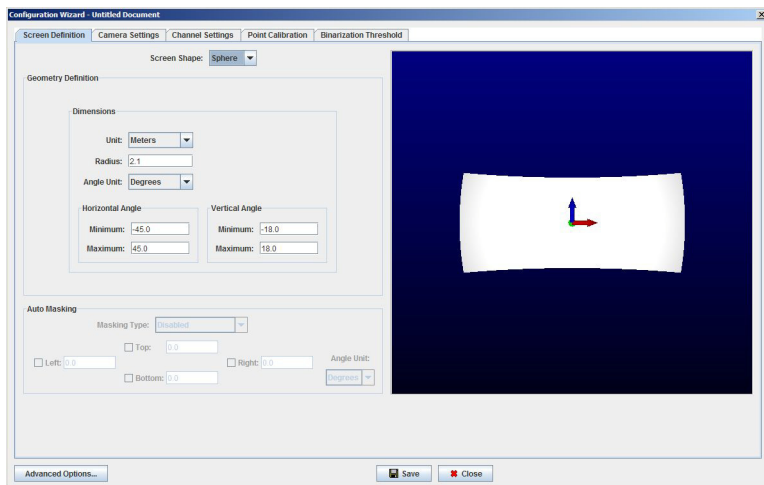 Configuration Wizard - Untitled Document
Screen Definition Camera Settings Channel Settings Point Calibration Binarization Threshold
Screen Shape: Sphere
Geometry Definition
Dimensions
Unit: Meters
Radius: 2.1
Angle Unit: Degrees
Horizontal Angle Vertical Angle
Minimum: -45.0 Minimum: -18.0
Maximum: 45.0 Maximum: 18.0
Auto Masking
Masking Type: Disabled
Top: 0.0
Left: 0.0 Right: 0.0 Angle Unit:
Bottom: 0.0 Degrees
Advanced Options... Save Close